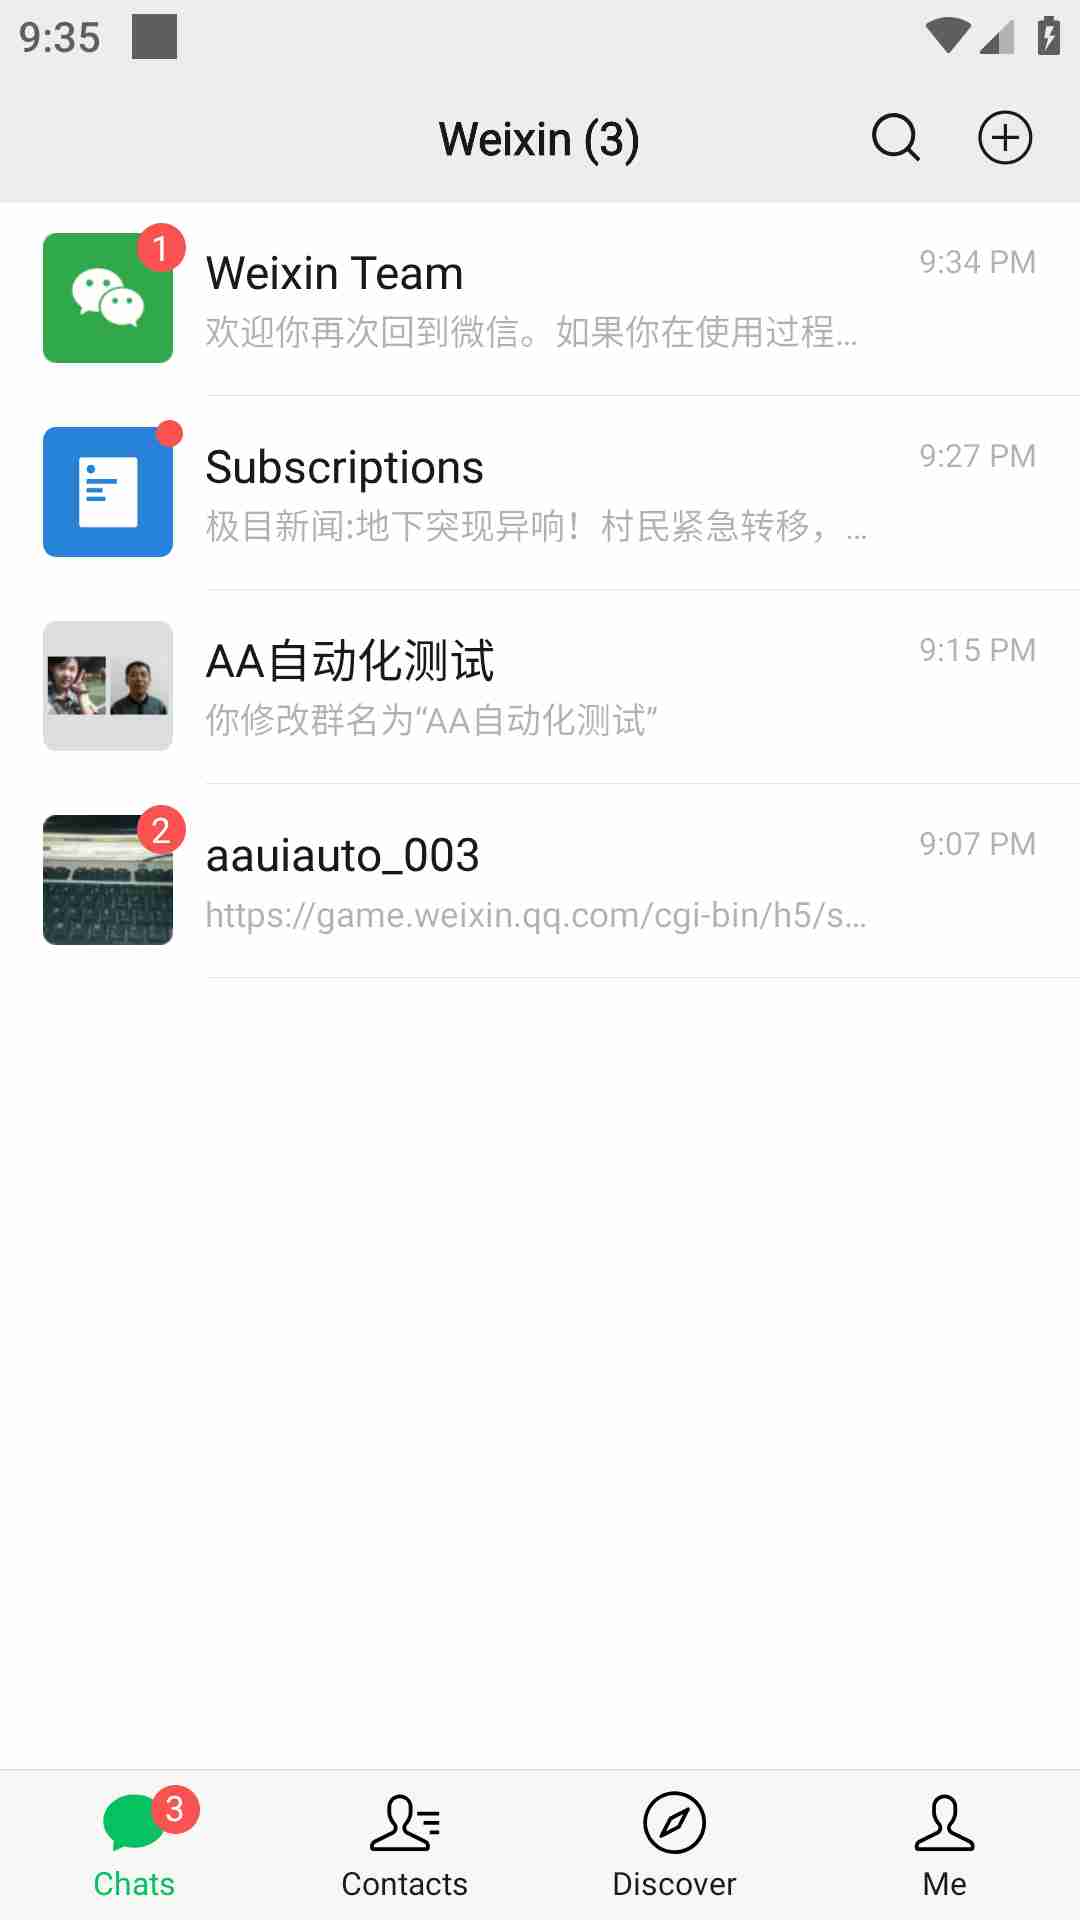 9:35
Weixin (3)
1
Weixin Team
9:34 PM
欢迎你再次回到微信。如果你在使用过程...
Subscriptions
9:27 PM
极目新闻:地下突现异响！村民紧急转移，...
AA自动化测试
9:15 PM
你修改群名为“AA自动化测试”
2
aauiauto_003
9:07 PM
https://game.weixin.qq.com/cgi-bin/h5/s...
3
Chats
Contacts
Discover
Me